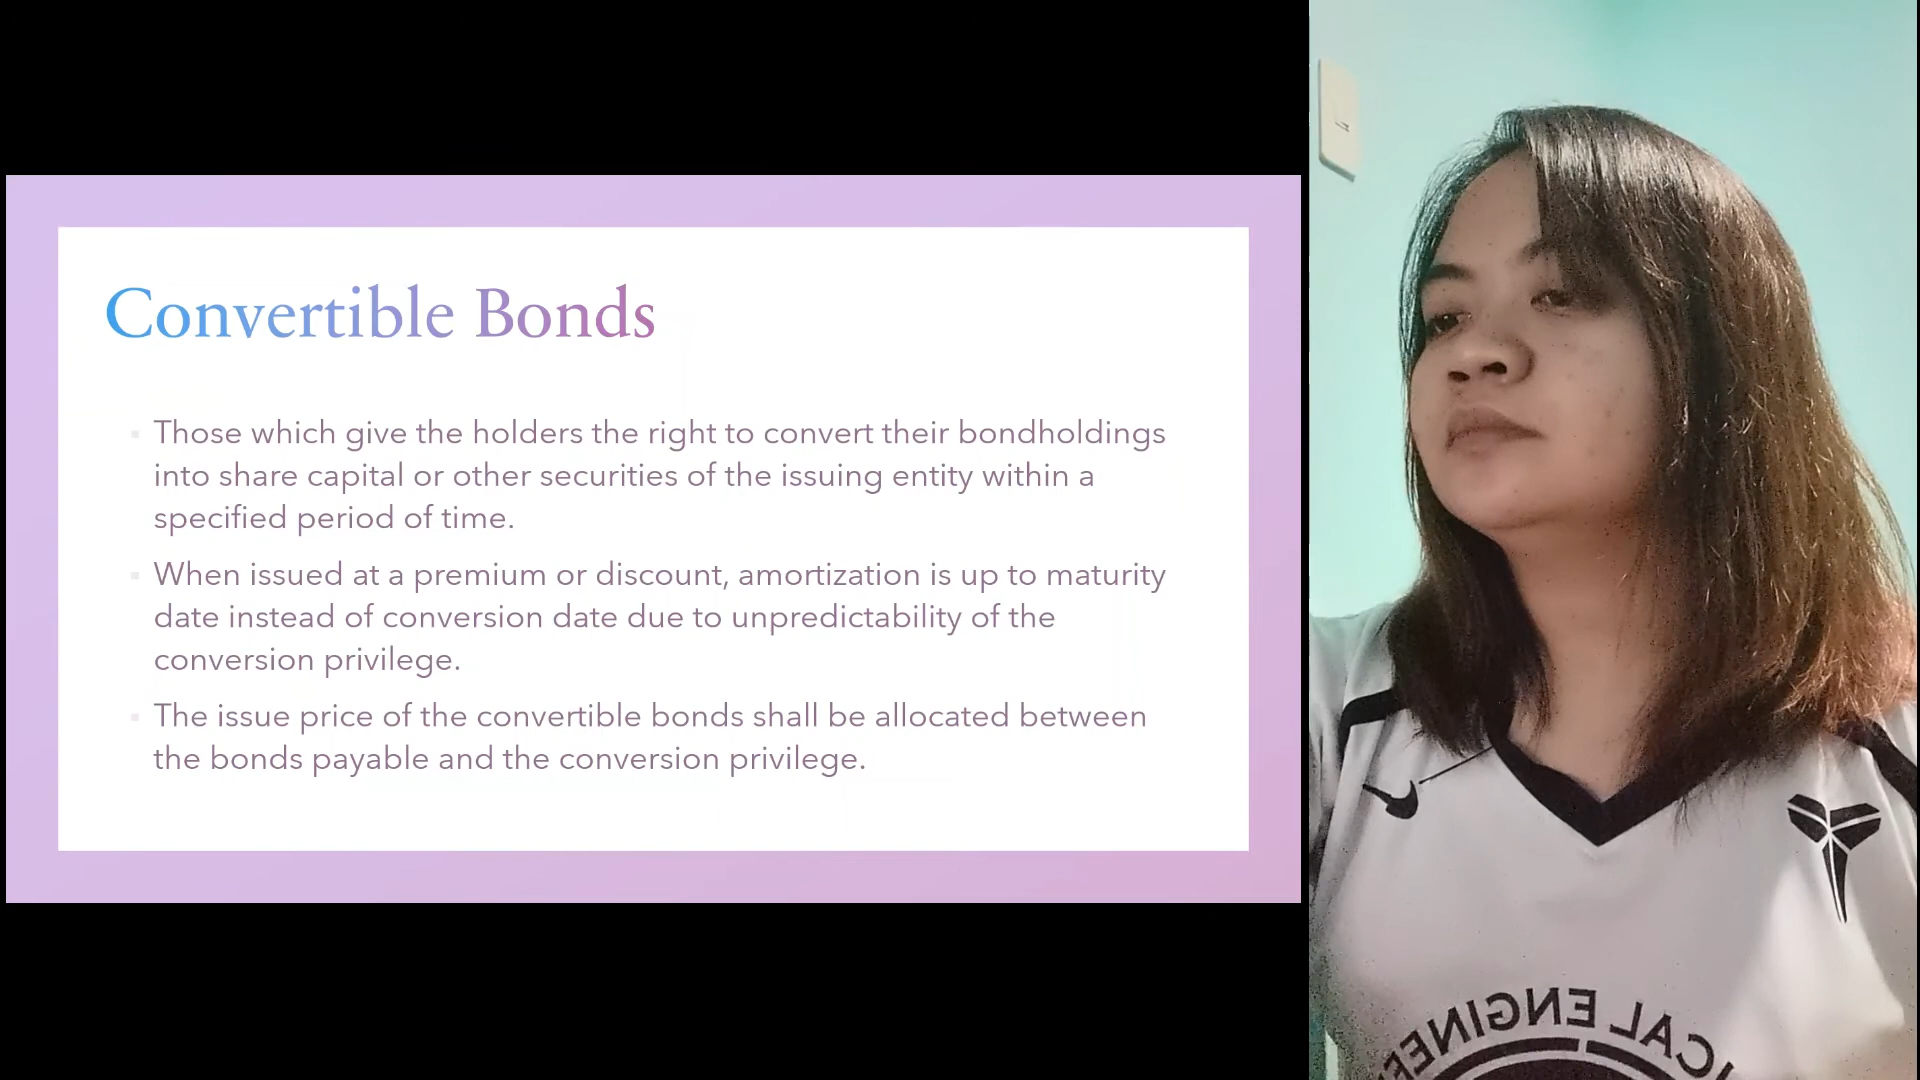 Convertible Bonds
Those which give the holders the right to convert their bondholdings
into share capital or other securities of the issuing entity within a
specified period of time.
When issued at a premium or discount, amortization is up to maturity
date instead of conversion date due to unpredictability of the
conversion privilege.
The issue price of the convertible bonds shall be allocated between
the bonds payable and the conversion privilege.